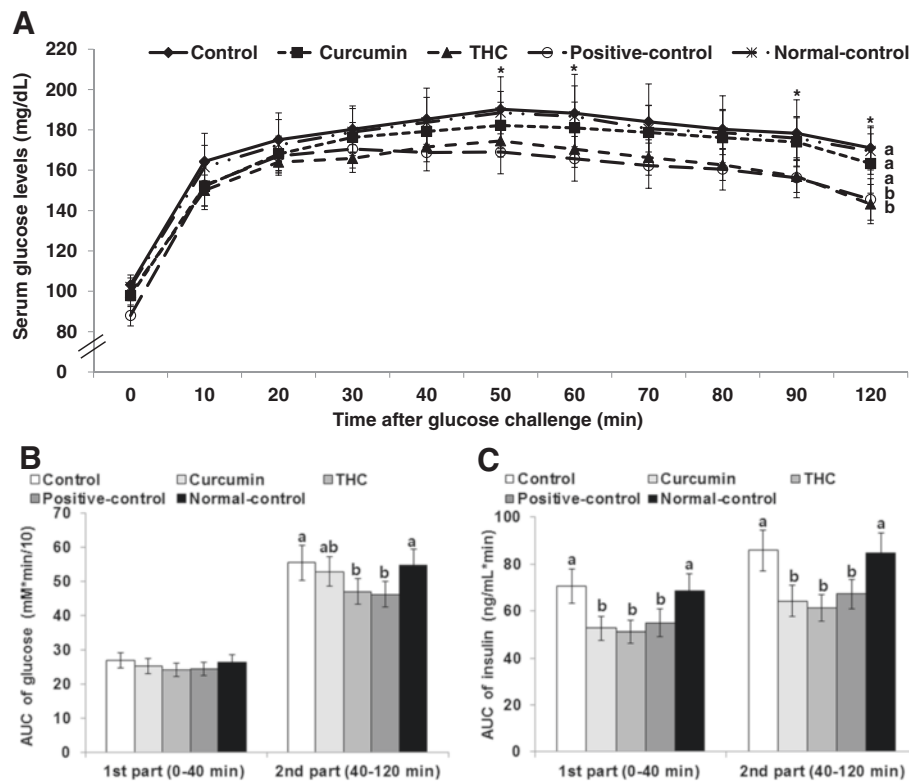 A
Control Curcumin THC Positive-control Normal-control
Serum glucose levels (mg/dL)
220
200
180
160
140
120
100
80
0
* * * *
a
a
a
b
b
0 10 20 30 40 50 60 70 80 90 120
Time after glucose challenge (min)
B
Control Curcumin THC
Positive-control Normal-control
AUC of glucose (mM*min/10)
70
60
50
40
30
20
10
0
a ab b b a
1st part (0-40 min) 2nd part (40-120 min)
C
Control Curcumin THC
Positive-control Normal-control
AUC of insulin (ng/mL*min)
100
80
60
40
20
0
a b b b a a b b b a
1st part (0-40 min) 2nd part (40-120 min)